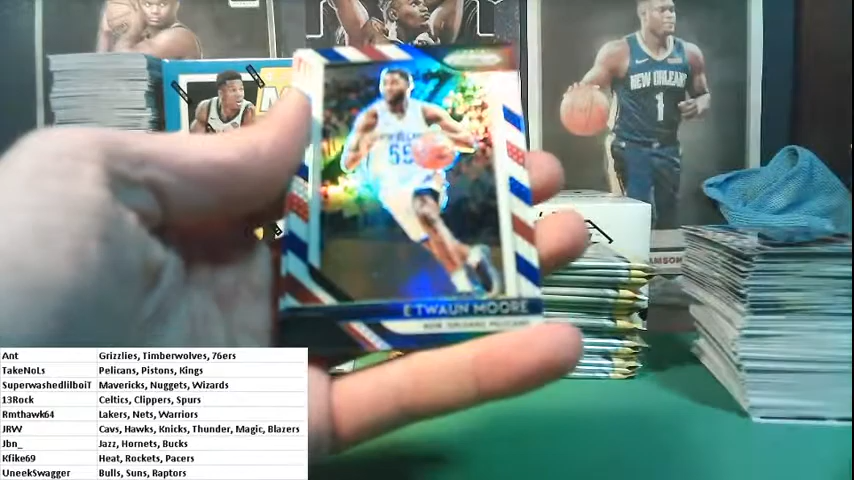 NEW ORLEANS
1
55
E'TWAUN MOORE
NEW ORLEANS PELICANS
Ant Grizzlies, Timberwolves, 76ers
TakeNoLs Pelicans, Pistons, Kings
SuperwashedlilboiT Mavericks, Nuggets, Wizards
13Rock Celtics, Clippers, Spurs
Rmthawk64 Lakers, Nets, Warriors
JRW Cavs, Hawks, Knicks, Thunder, Magic, Blazers
Jbn_ Jazz, Hornets, Bucks
Kfike69 Heat, Rockets, Pacers
UneekSwagger Bulls, Suns, Raptors